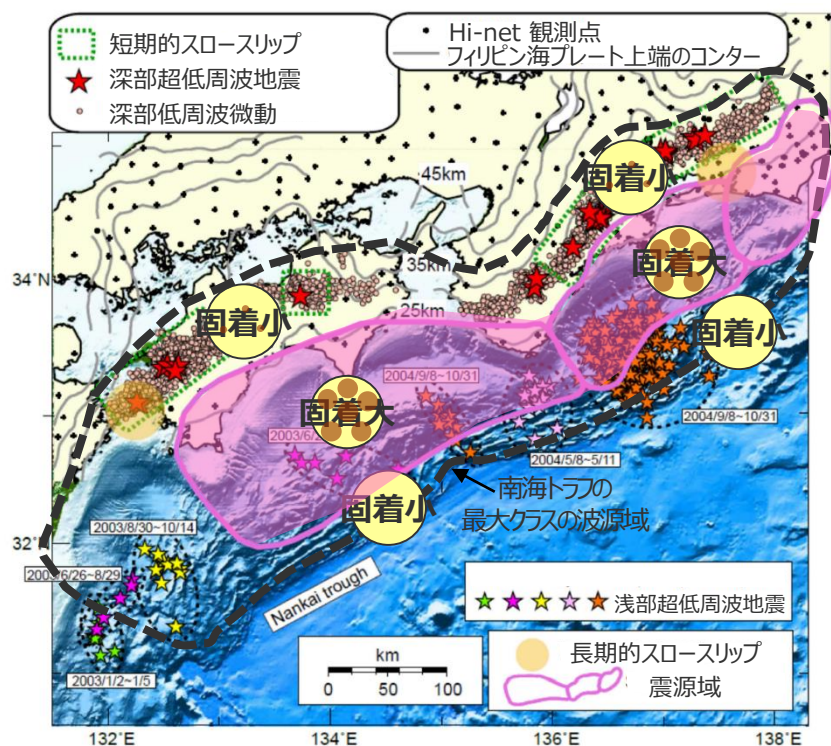 短期的スロースリップ
深部超低周波地震
深部低周波微動
Hi-net 観測点
フィリピン海プレート上端のコンター
45km
固着小
34°N
35km
固着大
25km
固着小
固着小
2004/9/8~10/31
固着大
2003/6/2
2004/9/8~10/31
2004/5/8~5/11
南海トラフの
最大クラスの波源域
固着小
2003/8/30~10/14
32°N
2003/6/26~8/29
Nankai trough
浅部超低周波地震
km
0 50 100
長期的スロースリップ
震源域
2003/1/2~1/5
132°E
134°E
136°E
138°E